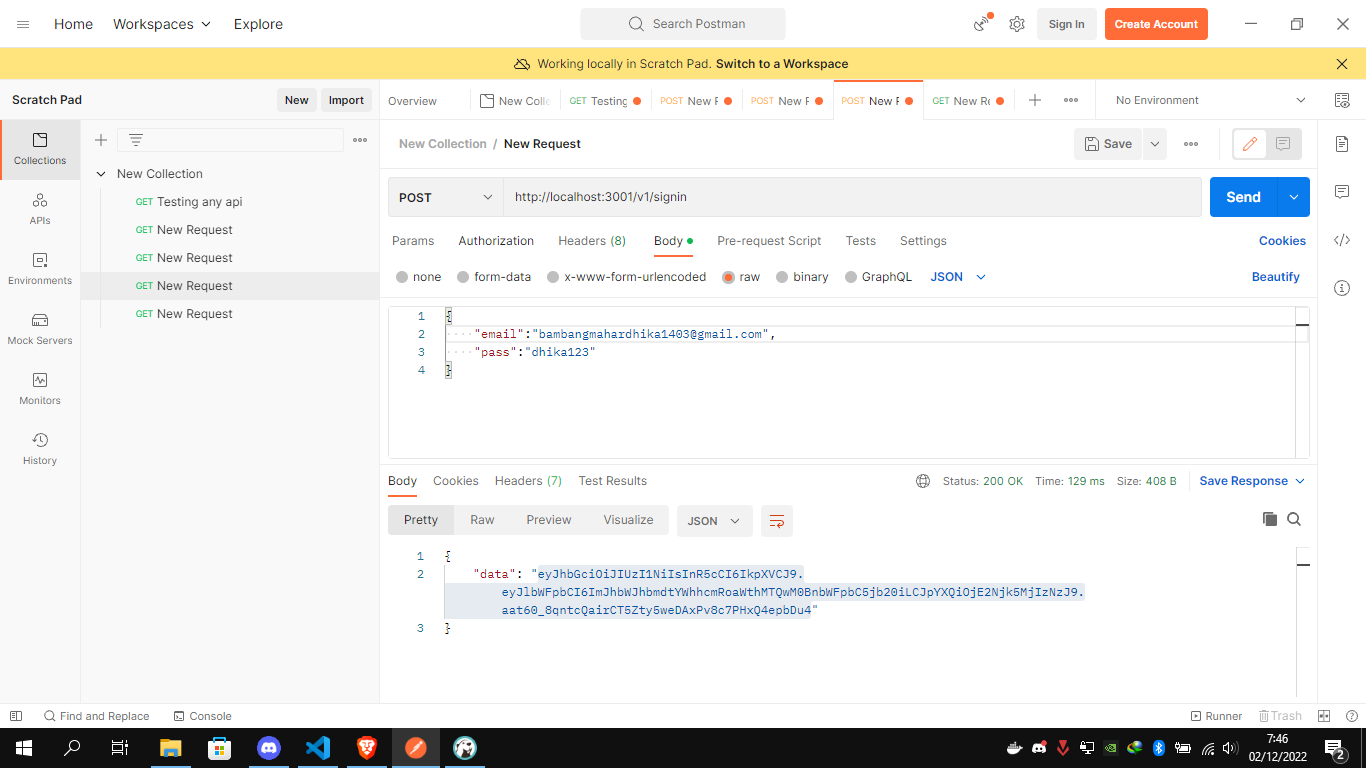 Home Workspaces Explore Search Postman Sign In Create Account
Working locally in Scratch Pad. Switch to a Workspace
Scratch Pad New Import
Overview New Colle GET Testing POST New F POST New F POST New F GET New Re No Environment
Collections
APIs
Environments
Mock Servers
Monitors
History
New Collection
GET Testing any api
GET New Request
GET New Request
GET New Request
GET New Request
New Collection / New Request Save
POST http://localhost:3001/v1/signin Send
Params Authorization Headers (8) Body Pre-request Script Tests Settings Cookies
none form-data x-www-form-urlencoded raw binary GraphQL JSON Beautify
1 {
2 ····"email":"bambangmahardhika1403@gmail.com",
3 ····"pass":"dhika123"
4 }
Body Cookies Headers (7) Test Results Status: 200 OK Time: 129 ms Size: 408 B Save Response
Pretty Raw Preview Visualize JSON
1 {
2 "data": "eyJhbGciOiJIUzI1NiIsInR5cCI6IkpXVCJ9.
eyJlbWFpbCI6ImJhbWJhbmdtYWhhcmRoaWthMTQwM0BnbWFpbC5jb20iLCJpYXQiOjE2Njk5MjIzNzJ9.
aat60_8qntcQairCT5Zty5weDAxPv8c7PHxQ4epbDu4"
3 }
Find and Replace Console Runner Trash
7:46
02/12/2022
2